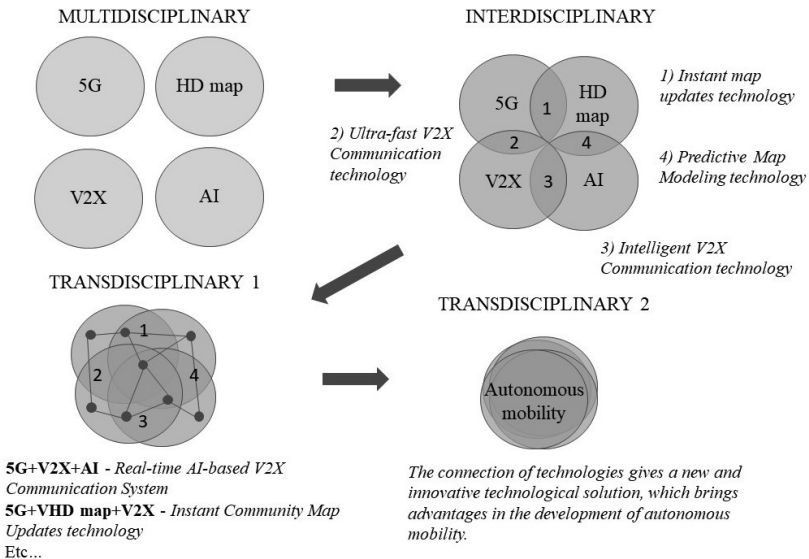 MULTIDISCIPLINARY
5G
HD map
V2X
AI
INTERDISCIPLINARY
5G
1
HD
map
2
4
V2X
3
AI
1) Instant map
updates technology
2) Ultra-fast V2X
Communication
technology
4) Predictive Map
Modeling technology
3) Intelligent V2X
Communication technology
TRANSDISCIPLINARY 1
1
2
4
3
5G+V2X+AI - Real-time AI-based V2X
Communication System
5G+VHD map+V2X - Instant Community Map
Updates technology
Etc...
TRANSDISCIPLINARY 2
Autonomous
mobility
The connection of technologies gives a new and
innovative technological solution, which brings
advantages in the development of autonomous
mobility.